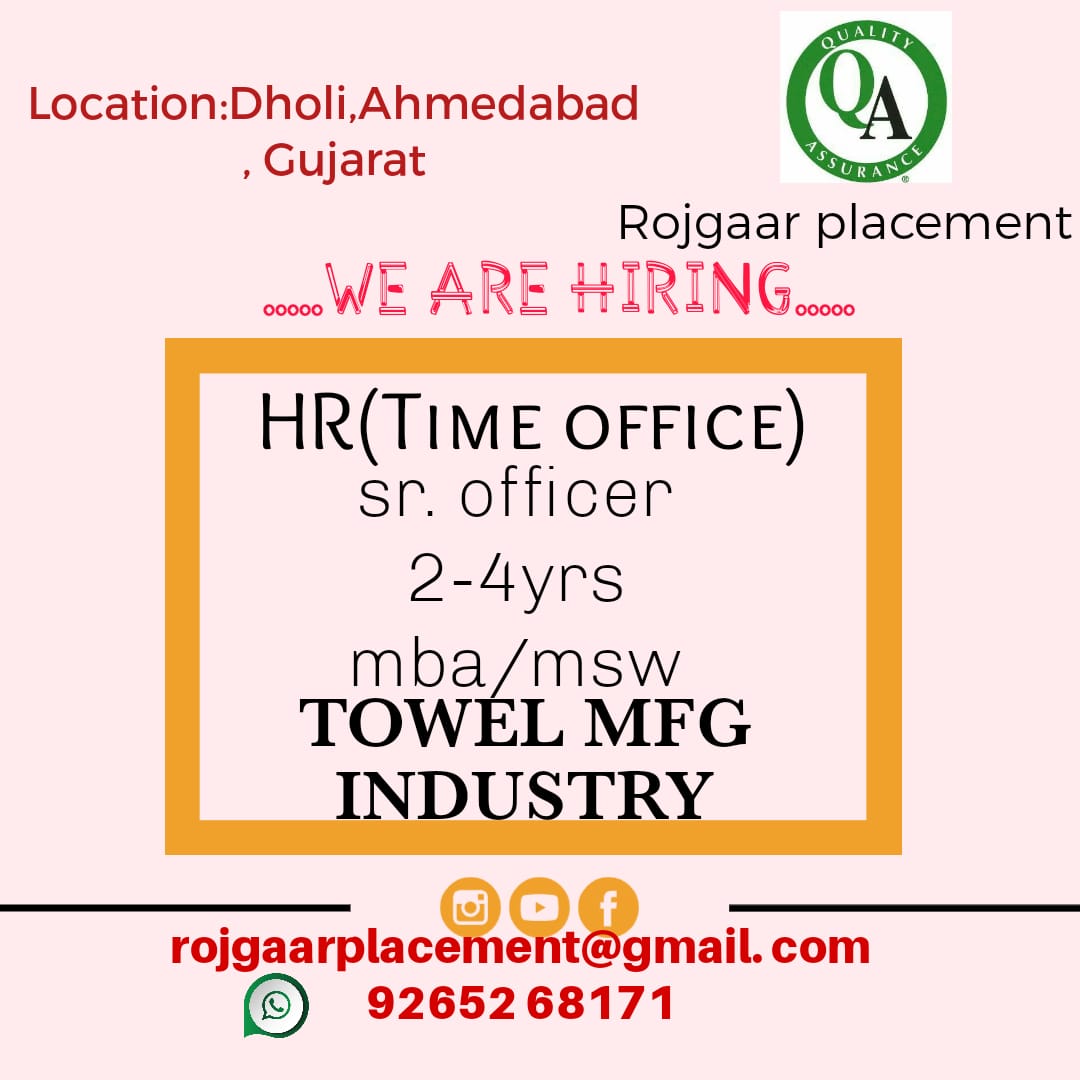 Location:Dholi,Ahmedabad
, Gujarat
QUALITY
QA
ASSURANCE
®
Rojgaar placement
.....WE ARE HIRING.....
HR(TIME OFFICE)
sr. officer
2-4yrs
mba/msw
TOWEL MFG
INDUSTRY
rojgaarplacement@gmail. com
92652 68171